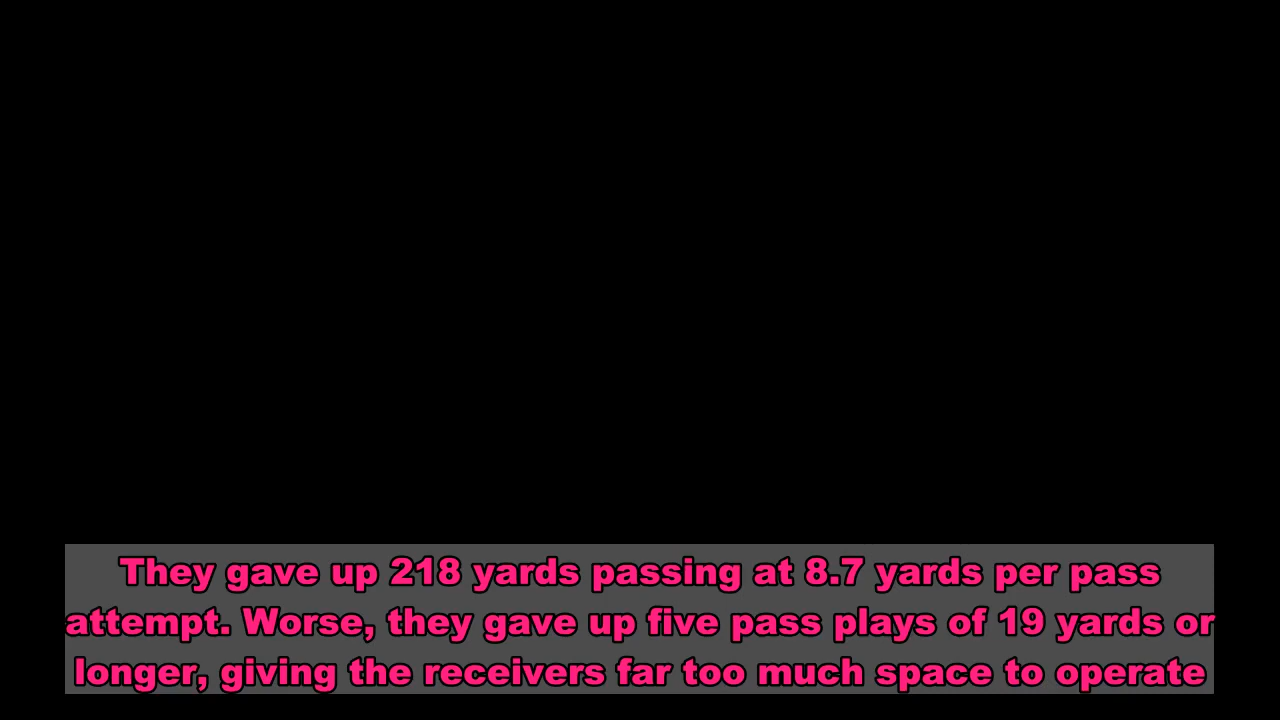 They gave up 218 yards passing at 8.7 yards per pass
attempt. Worse, they gave up five pass plays of 19 yards or
longer, giving the receivers far too much space to operate